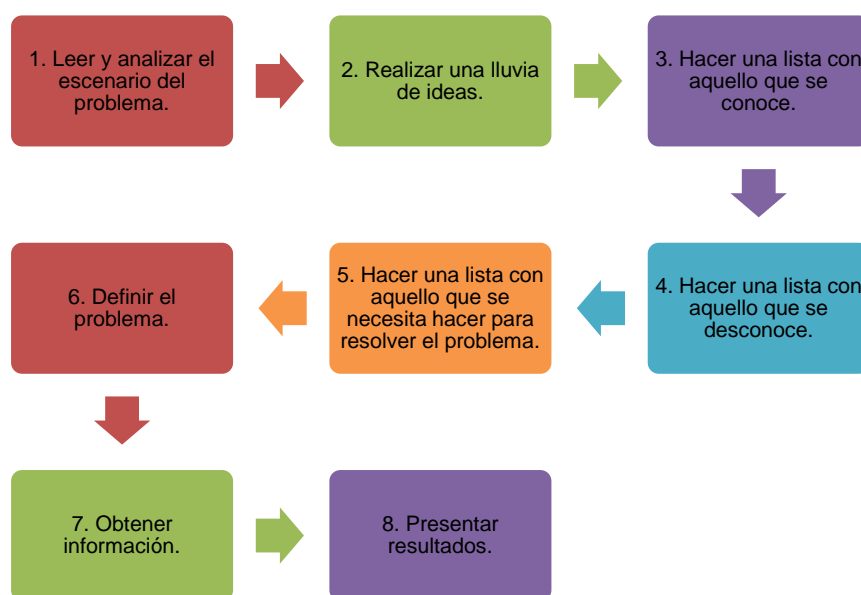 1. Leer y analizar el
escenario del
problema.
2. Realizar una lluvia
de ideas.
3. Hacer una lista con
aquello que se
conoce.
4. Hacer una lista con
aquello que se
desconoce.
5. Hacer una lista con
aquello que se
necesita hacer para
resolver el problema.
6. Definir el
problema.
7. Obtener
información.
8. Presentar
resultados.